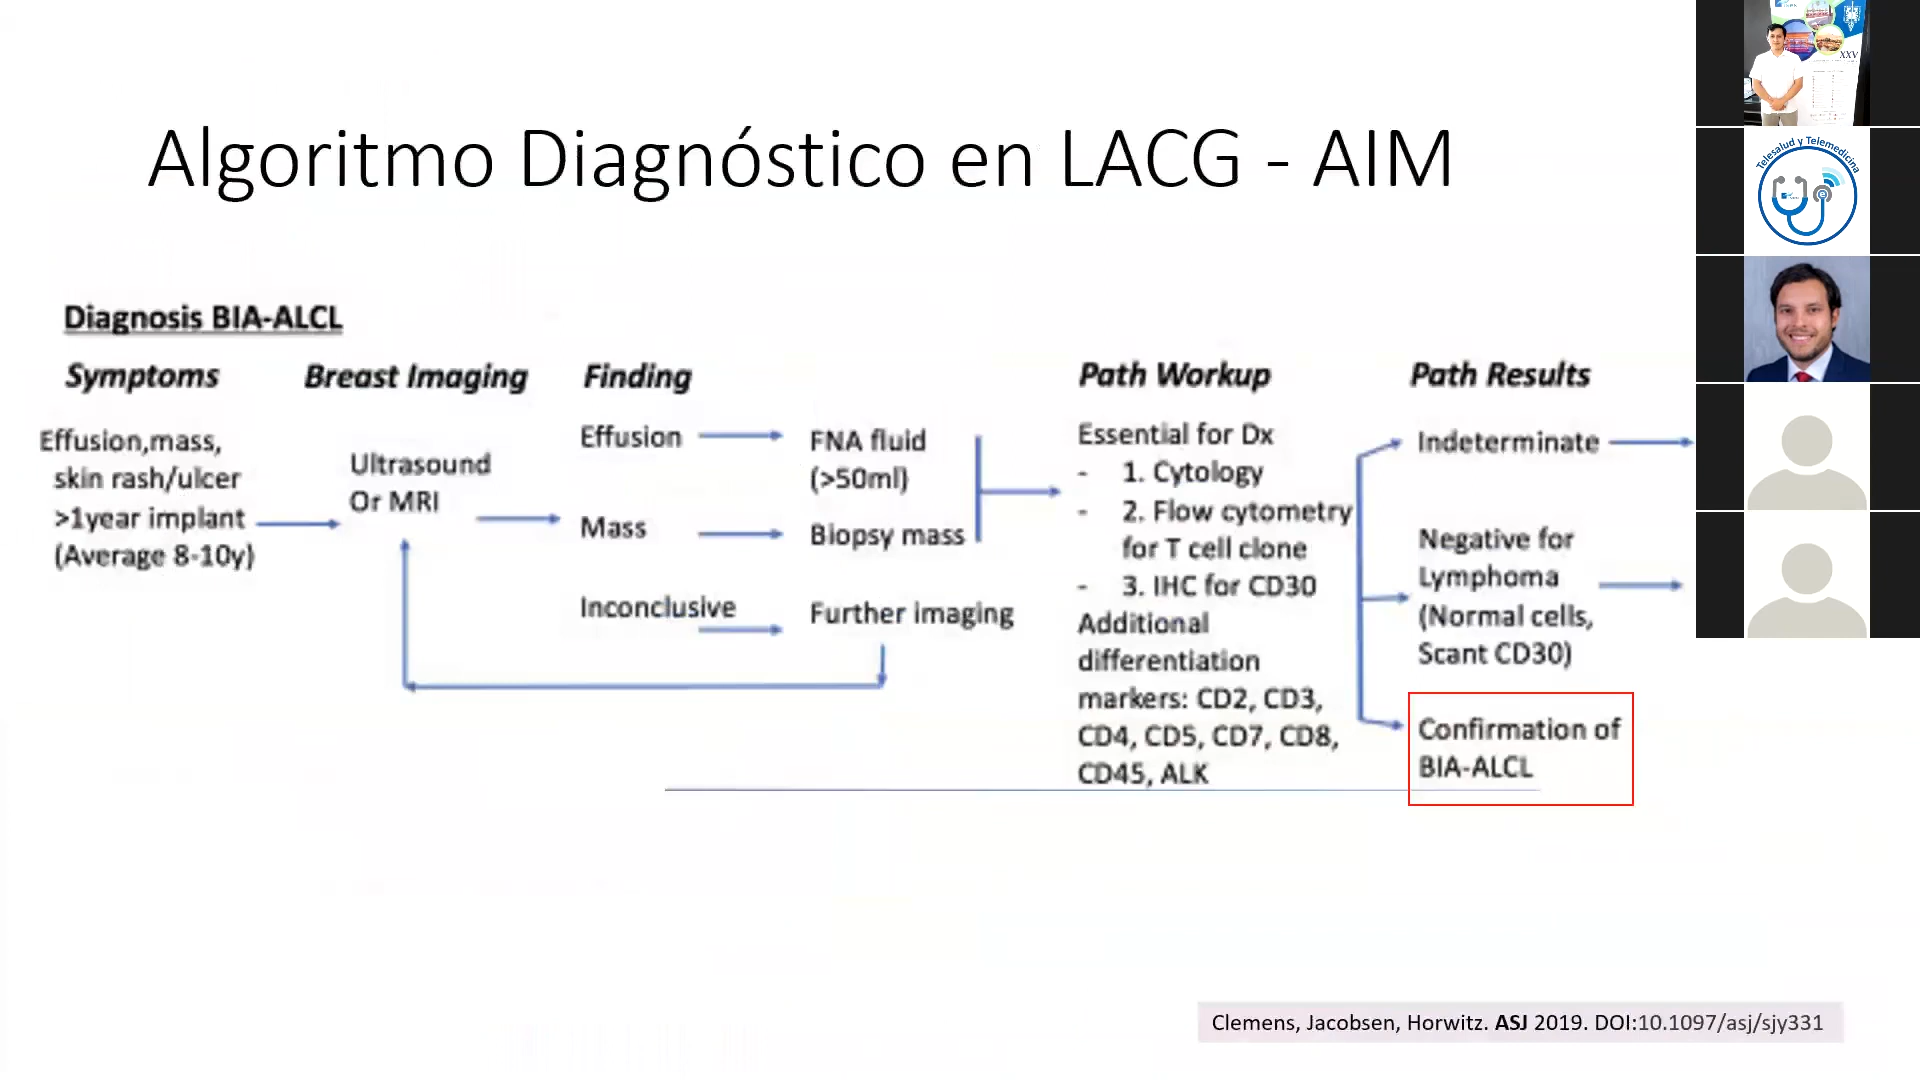 Algoritmo Diagnóstico en LACG - AIM
Diagnosis BIA-ALCL
Symptoms
Effusion,mass,
skin rash/ulcer
>1year implant
(Average 8-10y)
Breast Imaging
Ultrasound
Or MRI
Finding
Effusion
Mass
Inconclusive
FNA fluid
(>50ml)
Biopsy mass
Further imaging
Path Workup
Essential for Dx
- 1. Cytology
- 2. Flow cytometry
for T cell clone
- 3. IHC for CD30
Additional
differentiation
markers: CD2, CD3,
CD4, CD5, CD7, CD8,
CD45, ALK
Path Results
Indeterminate
Negative for
Lymphoma
(Normal cells,
Scant CD30)
Confirmation of
BIA-ALCL
Clemens, Jacobsen, Horwitz. ASJ 2019. DOI:10.1097/asj/sjy331
XXV
Telesalud y Telemedicina